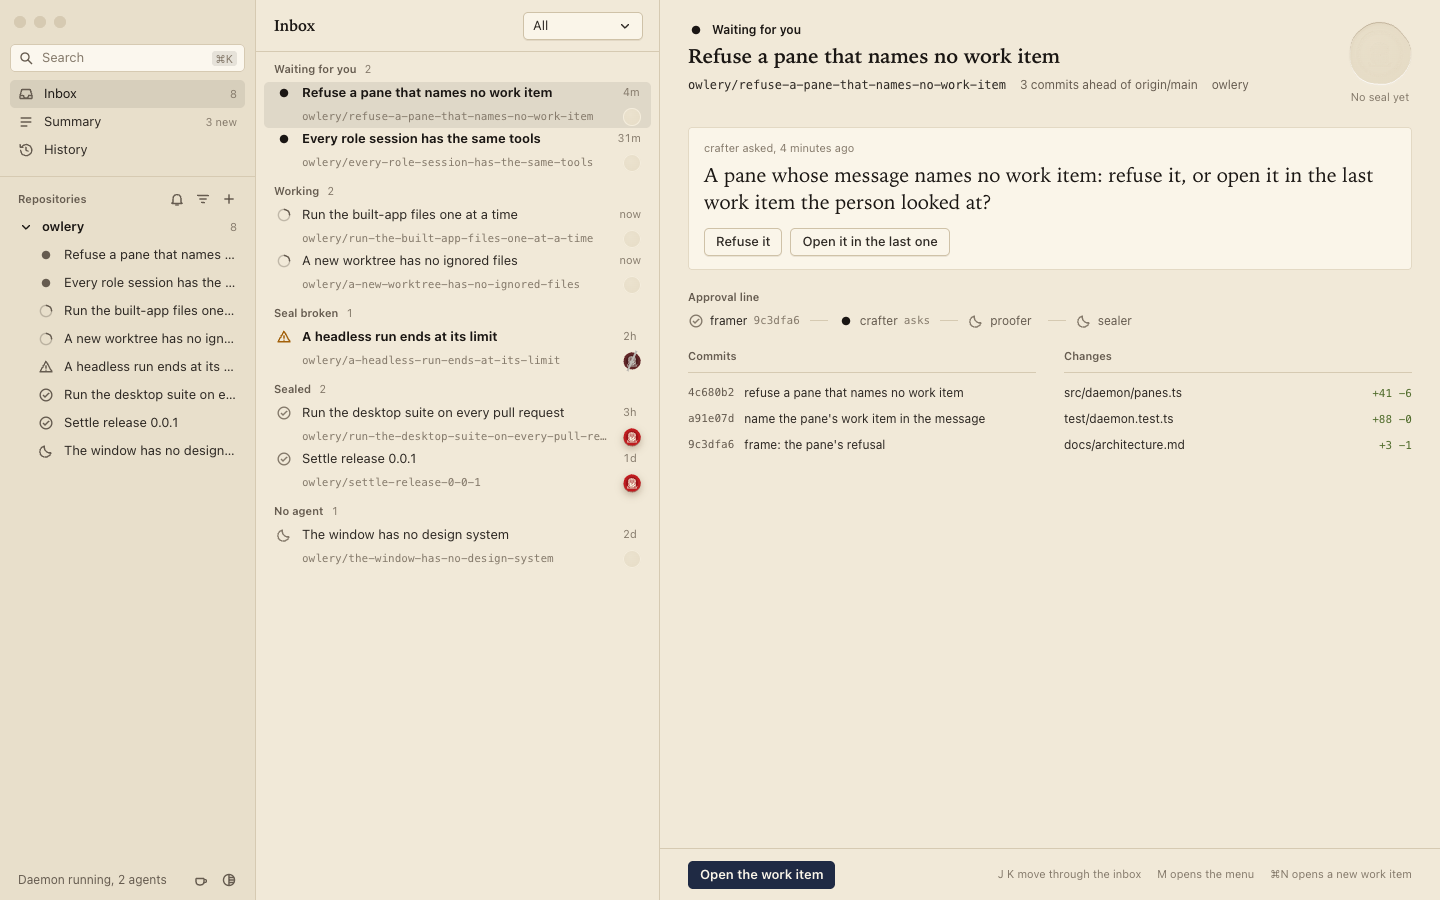 Search ⌘K
Inbox 8
Summary 3 new
History
Repositories
owlery 8
Refuse a pane that names ...
Every role session has the ...
Run the built-app files one...
A new worktree has no ign...
A headless run ends at its ...
Run the desktop suite on e...
Settle release 0.0.1
The window has no design...
Daemon running, 2 agents
Inbox All
Waiting for you 2
Refuse a pane that names no work item 4m
owlery/refuse-a-pane-that-names-no-work-item
Every role session has the same tools 31m
owlery/every-role-session-has-the-same-tools
Working 2
Run the built-app files one at a time now
owlery/run-the-built-app-files-one-at-a-time
A new worktree has no ignored files now
owlery/a-new-worktree-has-no-ignored-files
Seal broken 1
A headless run ends at its limit 2h
owlery/a-headless-run-ends-at-its-limit
Sealed 2
Run the desktop suite on every pull request 3h
owlery/run-the-desktop-suite-on-every-pull-re…
Settle release 0.0.1 1d
owlery/settle-release-0-0-1
No agent 1
The window has no design system 2d
owlery/the-window-has-no-design-system
Waiting for you
Refuse a pane that names no work item
owlery/refuse-a-pane-that-names-no-work-item 3 commits ahead of origin/main owlery
No seal yet
crafter asked, 4 minutes ago
A pane whose message names no work item: refuse it, or open it in the last
work item the person looked at?
Refuse it Open it in the last one
Approval line
framer 9c3dfa6 crafter asks proofer sealer
Commits
4c680b2 refuse a pane that names no work item
a91e07d name the pane's work item in the message
9c3dfa6 frame: the pane's refusal
Changes
src/daemon/panes.ts +41 −6
test/daemon.test.ts +88 −0
docs/architecture.md +3 −1
Open the work item J K move through the inbox M opens the menu ⌘N opens a new work item